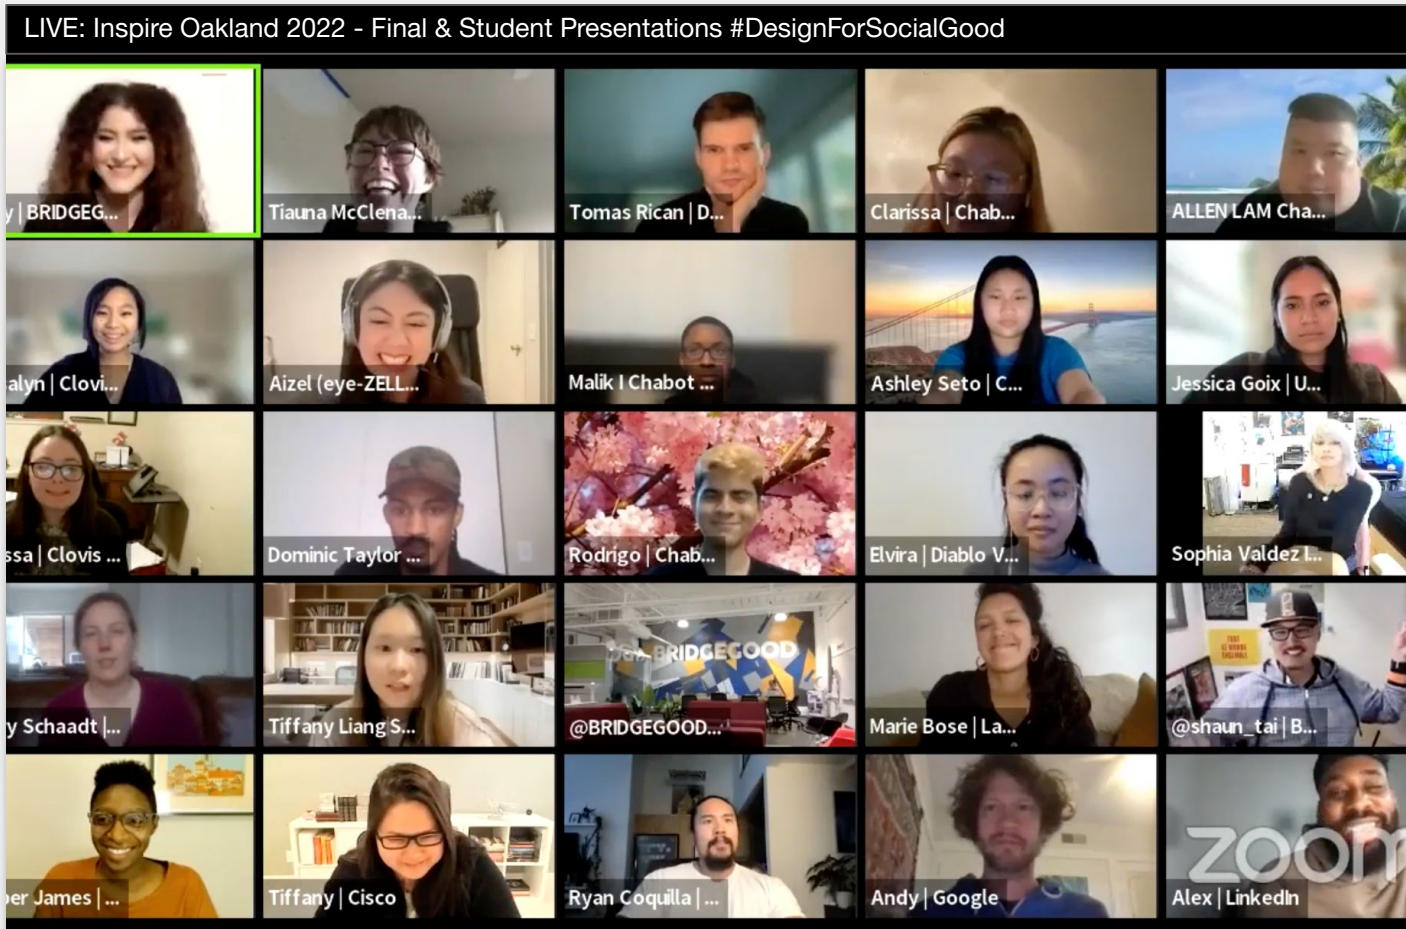 LIVE: Inspire Oakland 2022 - Final & Student Presentations #DesignForSocialGood
y | BRIDGEG...
Tiauna McClena...
Tomas Rican | D...
Clarissa | Chab...
ALLEN LAM Cha...
alyn | Clovi...
Aizel (eye-ZELL...
Malik I Chabot ...
Ashley Seto | C...
Jessica Goix | U...
ssa | Clovis ...
Dominic Taylor ...
Rodrigo | Chab...
Elvira | Diablo V...
Sophia Valdez I...
y Schaadt |...
Tiffany Liang S...
BRIDGEGOOD
@BRIDGEGOOD...
Marie Bose | La...
@shaun_tai | B...
er James | ...
Tiffany | Cisco
Ryan Coquilla | ...
Andy | Google
Alex | LinkedIn
zoom